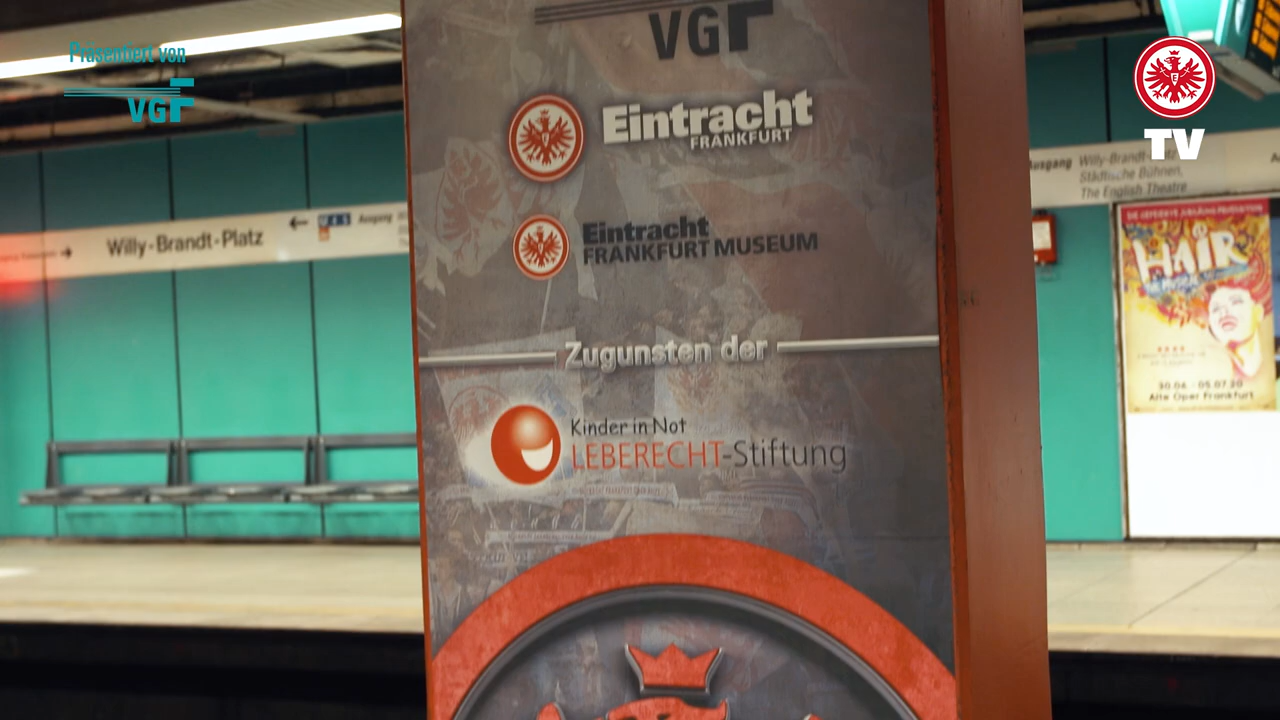 Präsentiert von
VGF
TV
VGF
Eintracht
FRANKFURT
Eintracht
FRANKFURT MUSEUM
Zugunsten der
Kinder in Not
LEBERECHT-Stiftung
Willy-Brandt-Platz
Ausgang
Ausgang
Willy-Brandt-Platz
Städtische Bühnen,
The English Theatre
HAIR
30.06. - 05.07.20
Alte Oper Frankfurt